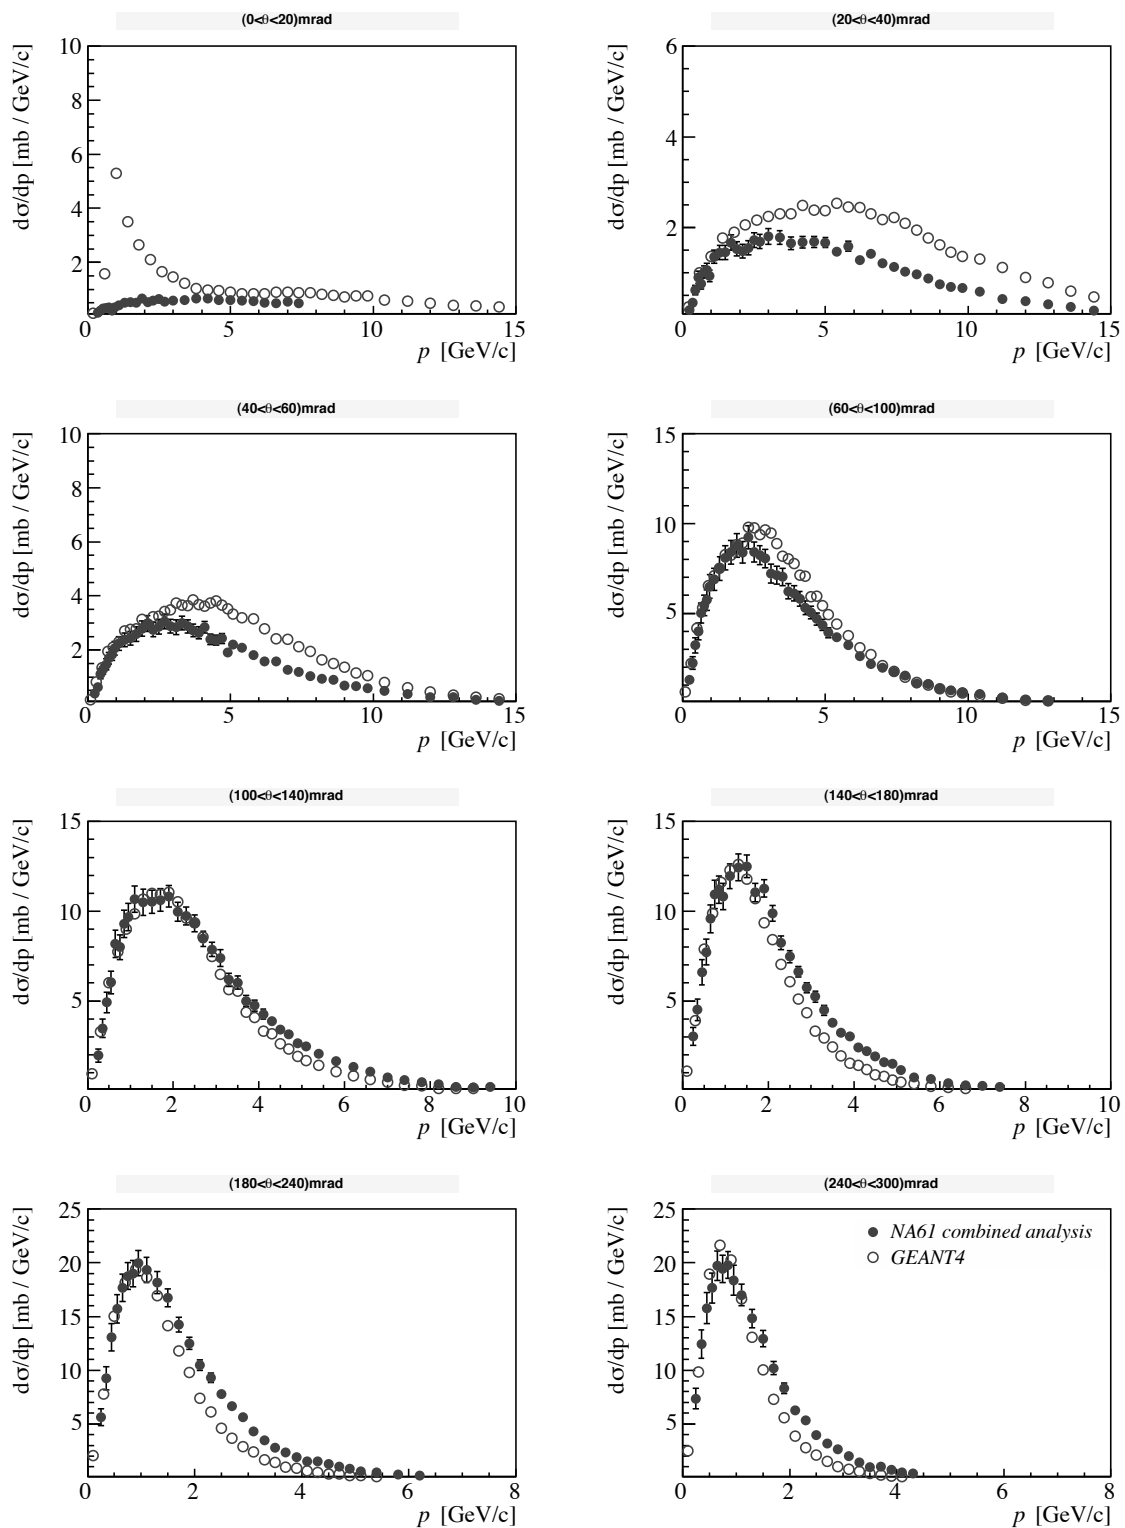 (0<θ<20)mrad
dσ/dp [mb / GeV/c]
10
8
6
4
2
0
5
10
15
p [GeV/c]
(20<θ<40)mrad
dσ/dp [mb / GeV/c]
6
4
2
0
5
10
15
p [GeV/c]
(40<θ<60)mrad
dσ/dp [mb / GeV/c]
10
8
6
4
2
0
5
10
15
p [GeV/c]
(60<θ<100)mrad
dσ/dp [mb / GeV/c]
15
10
5
0
5
10
15
p [GeV/c]
(100<θ<140)mrad
dσ/dp [mb / GeV/c]
15
10
5
0
2
4
6
8
10
p [GeV/c]
(140<θ<180)mrad
dσ/dp [mb / GeV/c]
15
10
5
0
2
4
6
8
10
p [GeV/c]
(180<θ<240)mrad
dσ/dp [mb / GeV/c]
25
20
15
10
5
0
2
4
6
8
p [GeV/c]
(240<θ<300)mrad
dσ/dp [mb / GeV/c]
25
20
15
10
5
NA61 combined analysis
GEANT4
0
2
4
6
8
p [GeV/c]